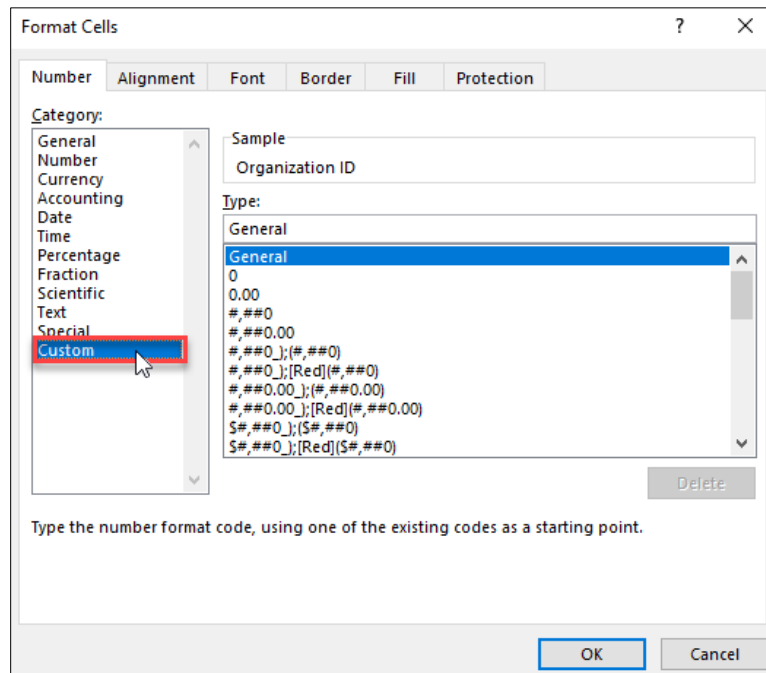 Format Cells
?
Number Alignment Font Border Fill Protection
Category:
General
Number
Currency
Accounting
Date
Time
Percentage
Fraction
Scientific
Text
Special
Custom
Sample
Organization ID
Type:
General
General
0
0.00
#,##0
#,##0.00
#,##0_);(#,##0)
#,##0_);[Red](#,##0)
#,##0.00_);(#,##0.00)
#,##0.00_);[Red](#,##0.00)
$#,##0_);($#,##0)
$#,##0_);[Red]($#,##0)
Delete
Type the number format code, using one of the existing codes as a starting point.
OK Cancel